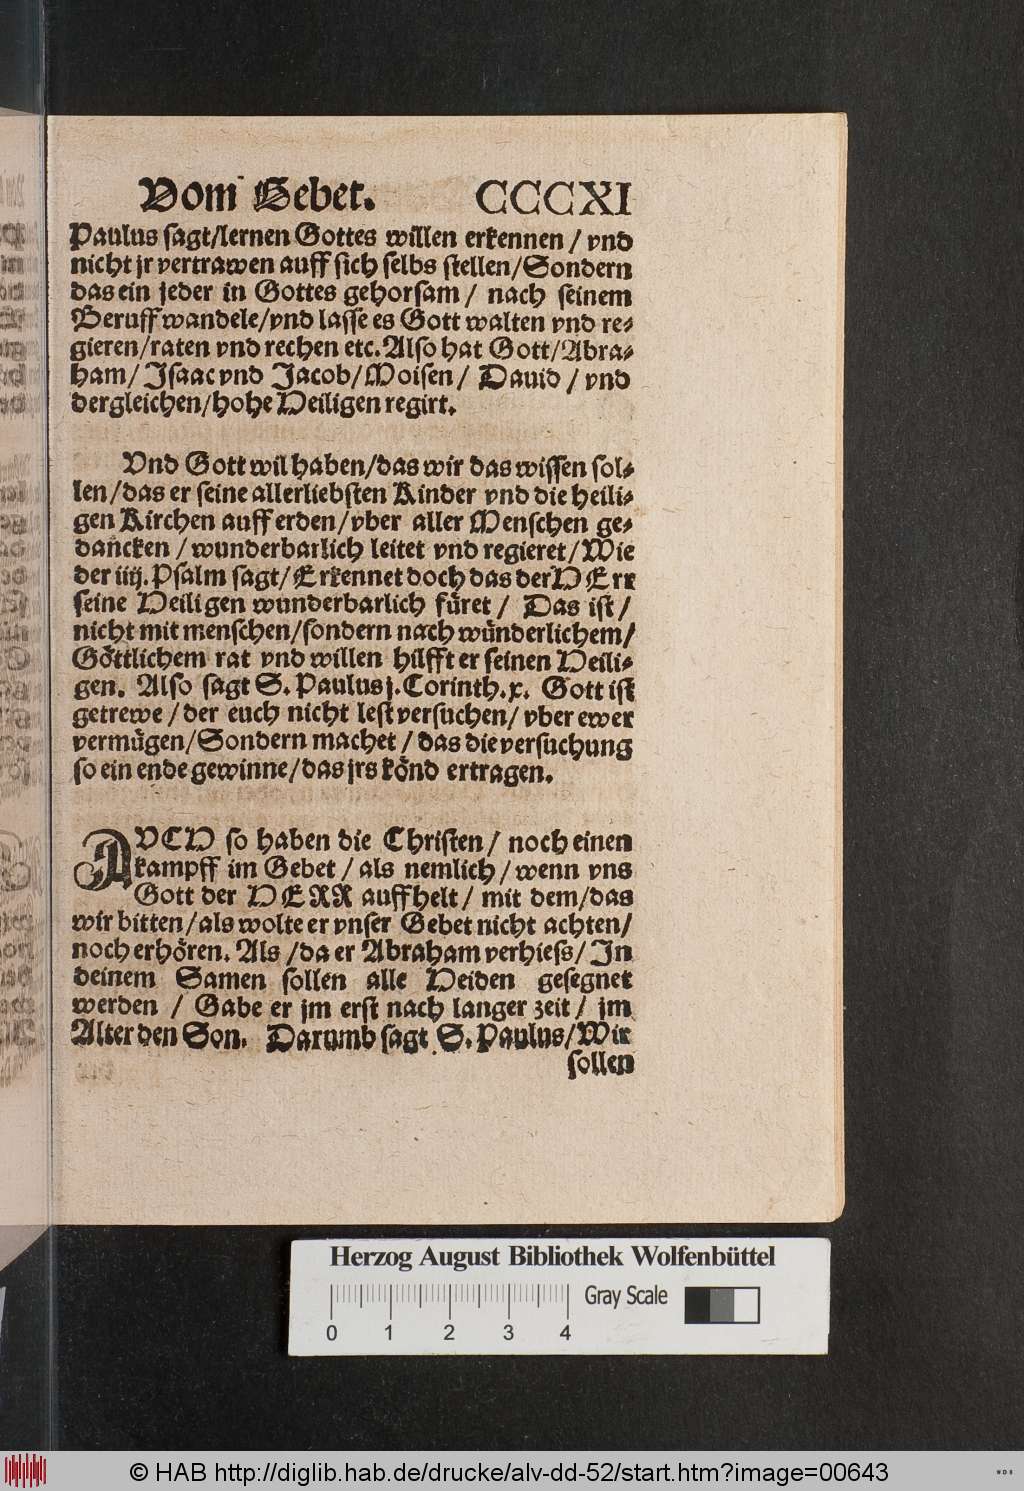 Vom Gebet. CCCXI
Paulus sagt/lernen Gottes willen erkennen / vnd
nicht jr vertrawen auff sich selbs stellen/Sondern
das ein jeder in Gottes gehorsam / nach seinem
Beruff wandele/vnd lasse es Gott walten vnd re-
gieren/raten vnd rechen etc. Also hat Gott/Abra-
ham/ Isaac vnd Jacob/Moisen/ Dauid / vnd
dergleichen/hohe Heiligen regirt.
Vnd Gott wil haben/das wir das wissen sol-
len/das er seine allerliebsten Kinder vnd die heili-
gen Kirchen auff erden/vber aller Menschen ge-
dancken / wunderbarlich leitet vnd regieret/Wie
der iiij. Psalm sagt/ Erkennet doch das der HErr
seine Heiligen wunderbarlich füret / Das ist /
nicht mit menschen/sondern nach wünderlichem/
Göttlichem rat vnd willen hilfft er seinen Heili-
gen. Also sagt S. Paulus j. Corinth. x. Gott ist
getrewe / der euch nicht lest versuchen/ vber ewer
vermügen/Sondern machet / das die versuchung
so ein ende gewinne/das jrs könd ertragen.
AVCH so haben die Christen / noch einen
kampff im Gebet / als nemlich / wenn vns
Gott der HERR auffhelt / mit dem/das
wir bitten/als wolte er vnser Gebet nicht achten/
noch erhören. Als /da er Abraham verhiess/ In
deinem Samen sollen alle Heiden gesegnet
werden / Gabe er jm erst nach langer zeit / jm
Alter den Son. Darumb sagt S. Paulus/Wir
sollen
Herzog August Bibliothek Wolfenbüttel
Gray Scale
0 1 2 3 4
© HAB http://diglib.hab.de/drucke/alv-dd-52/start.htm?image=00643